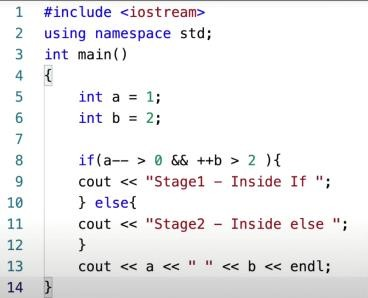 1 #include <iostream>
2 using namespace std;
3 int main()
4 {
5 int a = 1;
6 int b = 2;
7
8 if(a-- > 0 && ++b > 2 ){
9 cout << "Stage1 - Inside If ";
10 } else{
11 cout << "Stage2 - Inside else ";
12 }
13 cout << a << " " << b << endl;
14 }